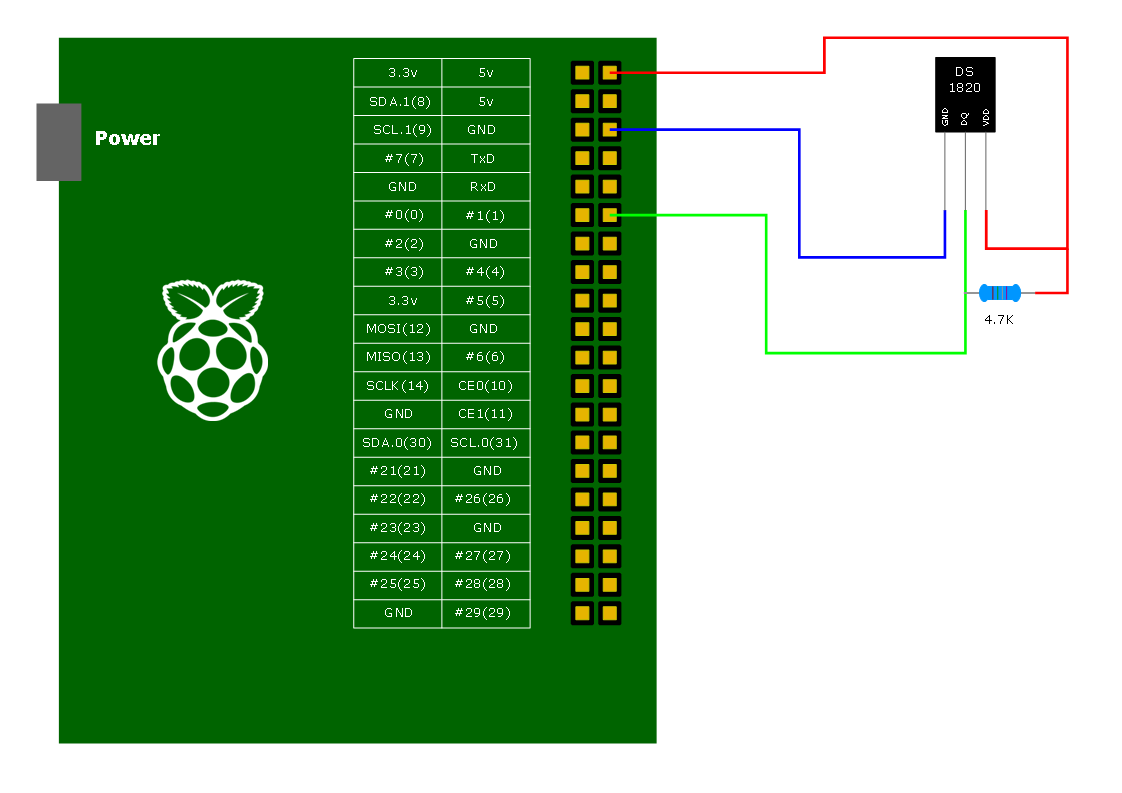 3.3v 5v
SDA.1(8) 5v
Power
SCL.1(9) GND
#7(7) TxD
GND RxD
#0(0) #1(1)
#2(2) GND
#3(3) #4(4)
3.3v #5(5)
MOSI(12) GND
MISO(13) #6(6)
SCLK(14) CE0(10)
GND CE1(11)
SDA.0(30) SCL.0(31)
#21(21) GND
#22(22) #26(26)
#23(23) GND
#24(24) #27(27)
#25(25) #28(28)
GND #29(29)
DS
1820
GND DQ VDD
4.7K